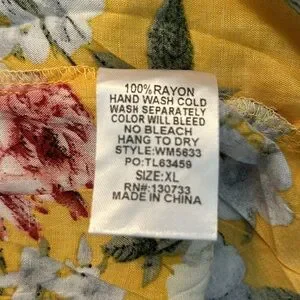 100% RAYON
HAND WASH COLD
WASH SEPARATELY
COLOR WILL BLEED
NO BLEACH
HANG TO DRY
STYLE:WM5633
PO:TL63459
SIZE:XL
RN#:130733
MADE IN CHINA